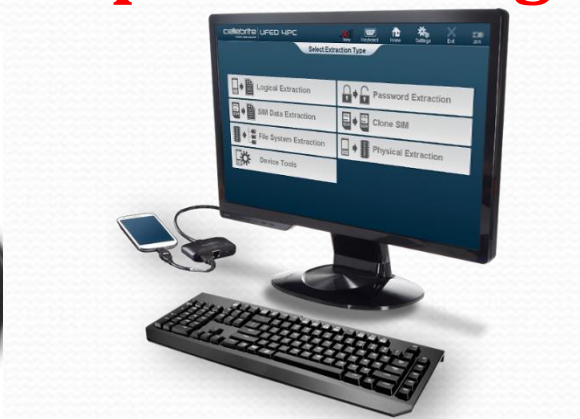 cellebrite UFED 4PC
Keyboard Home Settings Exit
Select Extraction Type
Logical Extraction
Password Extraction
SIM Data Extraction
Clone SIM
File System Extraction
Physical Extraction
Device Tools